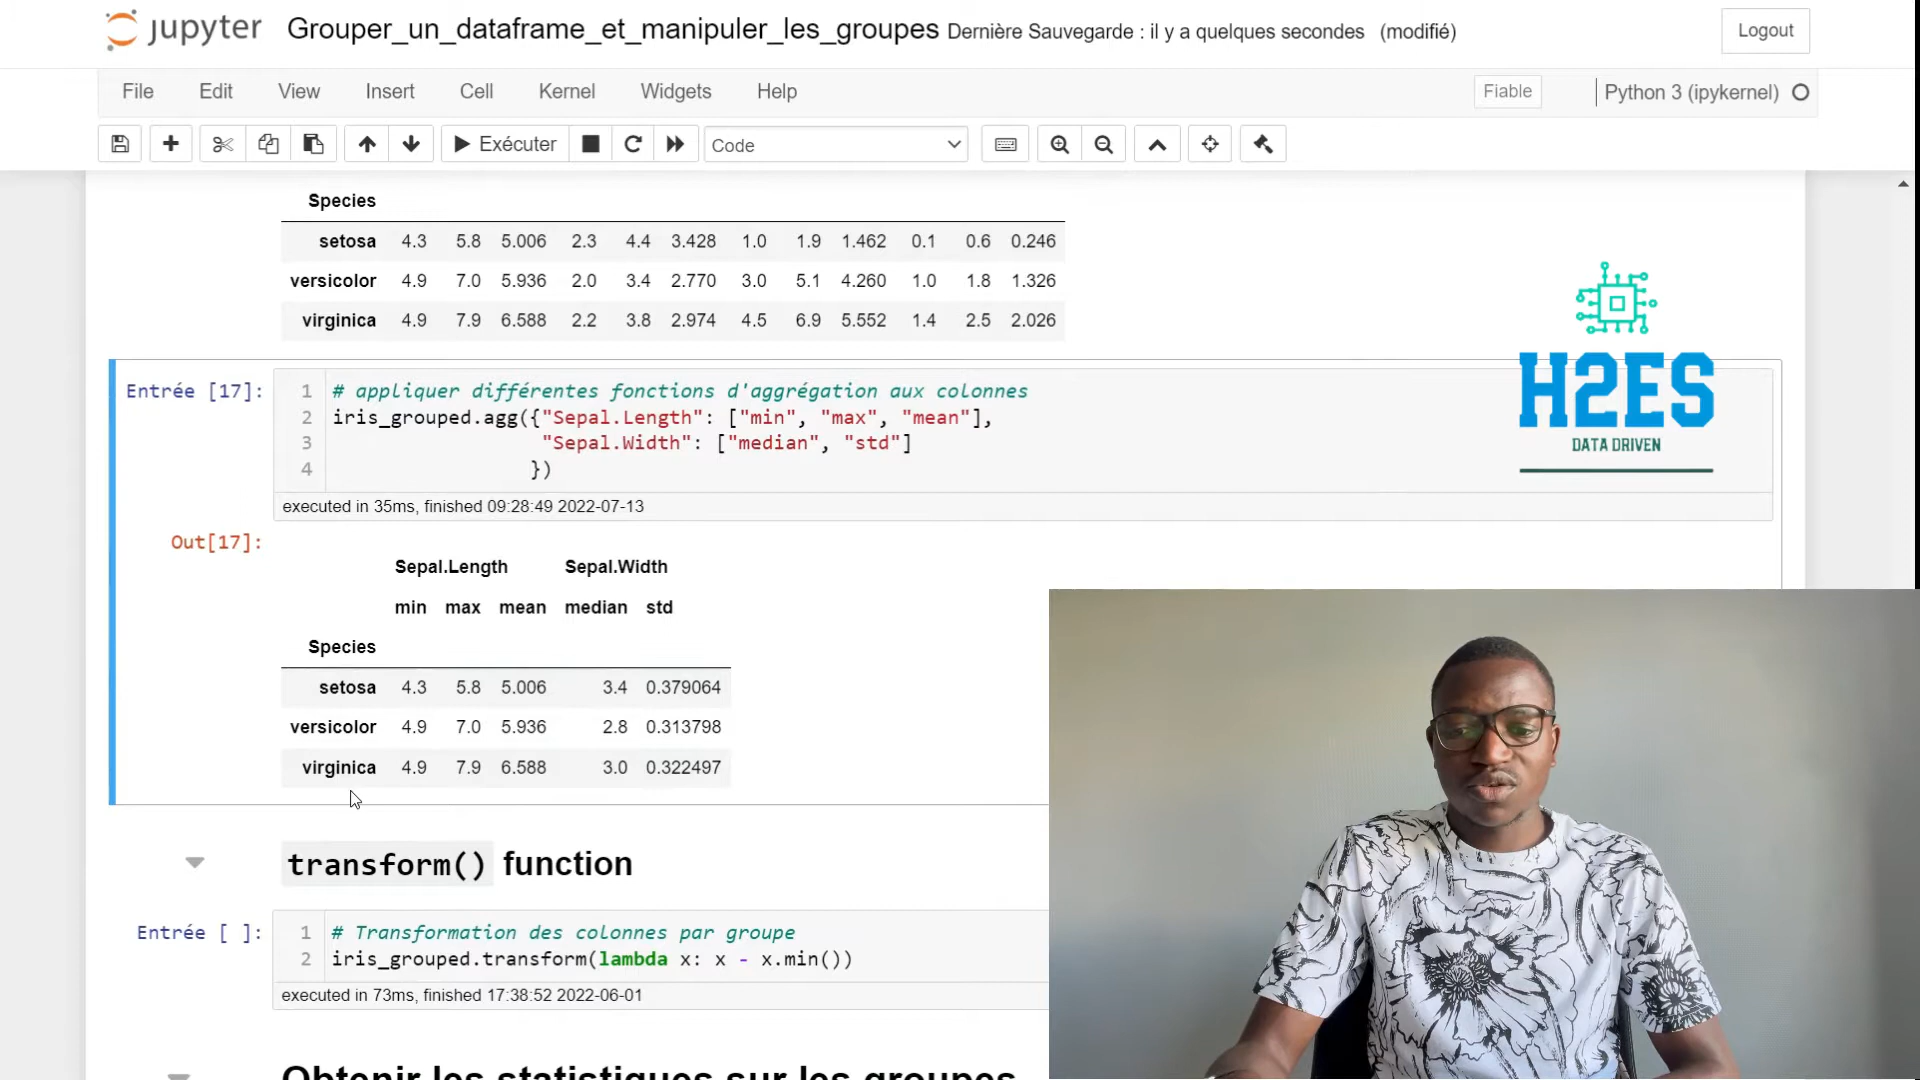 jupyter Grouper_un_dataframe_et_manipuler_les_groupes Dernière Sauvegarde : il y a quelques secondes (modifié) Logout
File Edit View Insert Cell Kernel Widgets Help Fiable Python 3 (ipykernel)
Exécuter Code
Species
setosa 4.3 5.8 5.006 2.3 4.4 3.428 1.0 1.9 1.462 0.1 0.6 0.246
versicolor 4.9 7.0 5.936 2.0 3.4 2.770 3.0 5.1 4.260 1.0 1.8 1.326
virginica 4.9 7.9 6.588 2.2 3.8 2.974 4.5 6.9 5.552 1.4 2.5 2.026
H2ES
DATA DRIVEN
Entrée [17]: 1 # appliquer différentes fonctions d'aggrégation aux colonnes
2 iris_grouped.agg({"Sepal.Length": ["min", "max", "mean"],
3 "Sepal.Width": ["median", "std"]
4 })
executed in 35ms, finished 09:28:49 2022-07-13
Out[17]:
Sepal.Length Sepal.Width
min max mean median std
Species
setosa 4.3 5.8 5.006 3.4 0.379064
versicolor 4.9 7.0 5.936 2.8 0.313798
virginica 4.9 7.9 6.588 3.0 0.322497
transform() function
Entrée [ ]: 1 # Transformation des colonnes par groupe
2 iris_grouped.transform(lambda x: x - x.min())
executed in 73ms, finished 17:38:52 2022-06-01
Obtenir les statistiques sur les groupes